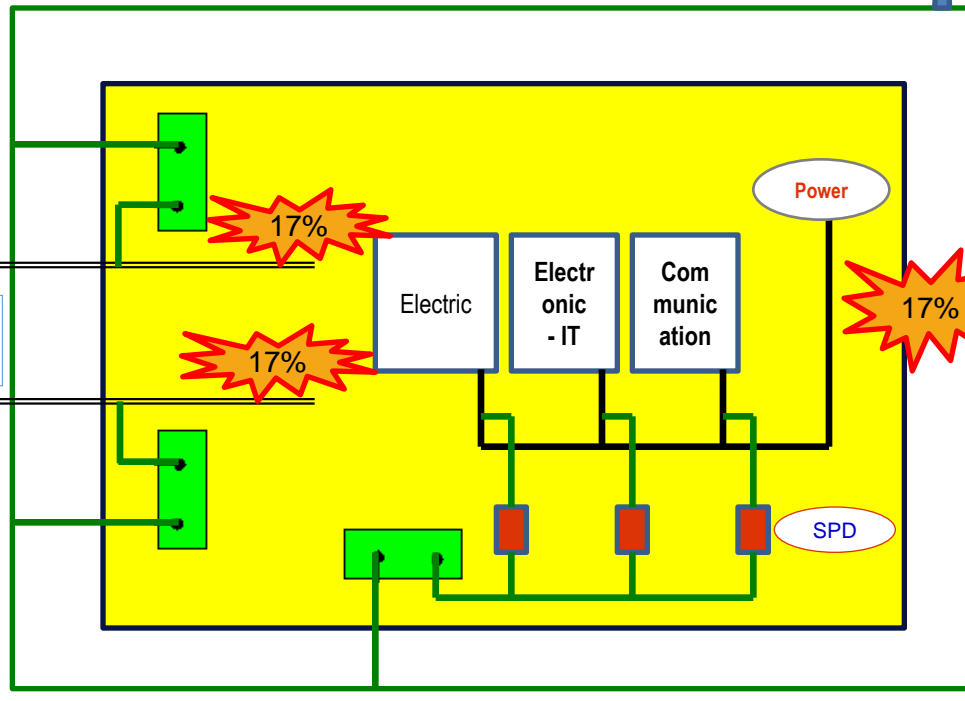 Power
17%
Electric
Electr
onic
- IT
Com
munic
ation
17%
17%
SPD